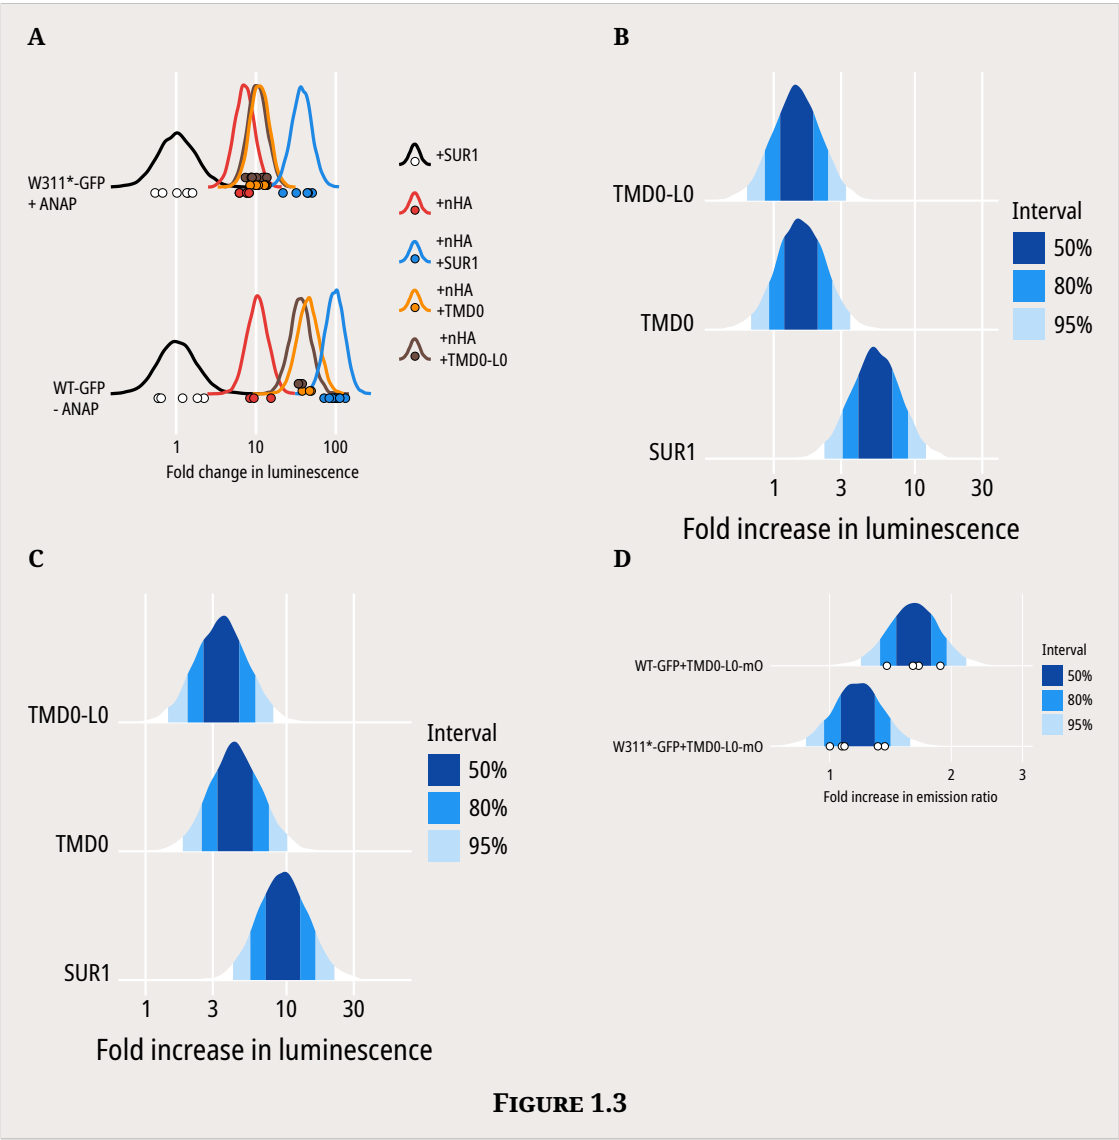 A
W311*-GFP
+ ANAP
WT-GFP
- ANAP
1 10 100
Fold change in luminescence
+SUR1
+nHA
+nHA
+SUR1
+nHA
+TMD0
+nHA
+TMD0-L0
B
TMD0-L0
TMD0
SUR1
1 3 10 30
Fold increase in luminescence
Interval
50%
80%
95%
C
TMD0-L0
TMD0
SUR1
1 3 10 30
Fold increase in luminescence
Interval
50%
80%
95%
D
WT-GFP+TMD0-L0-mO
W311*-GFP+TMD0-L0-mO
1 2 3
Fold increase in emission ratio
Interval
50%
80%
95%
FIGURE 1.3